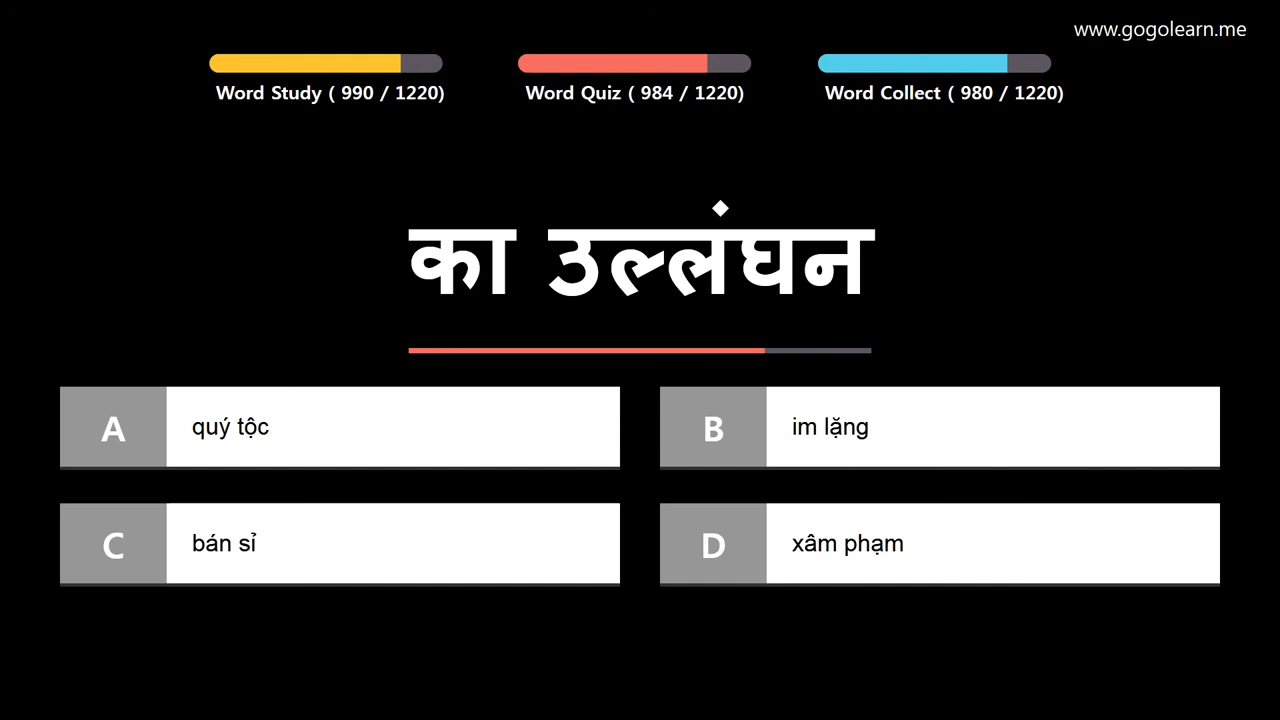 www.gogolearn.me
Word Study ( 990 / 1220)
Word Quiz ( 984 / 1220)
Word Collect ( 980 / 1220)
का उल्लंघन
A
quý tộc
B
im lặng
C
bán sỉ
D
xâm phạm